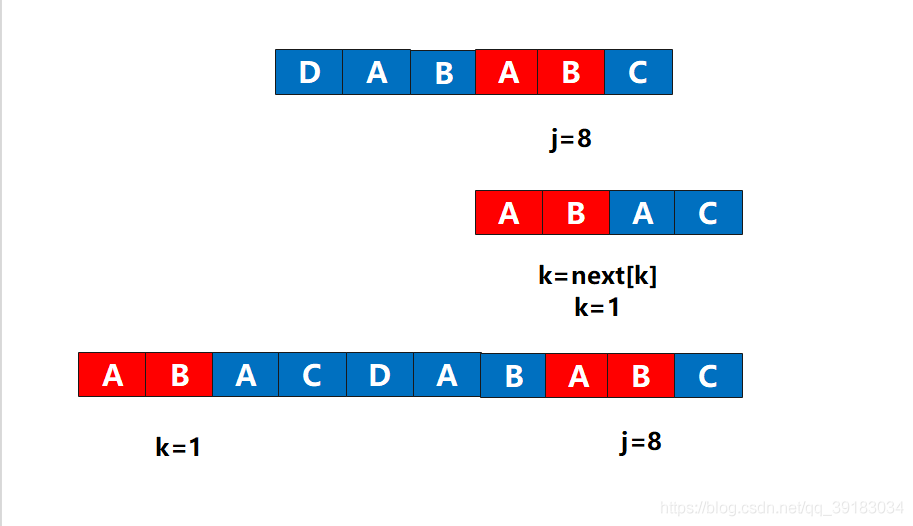 D A B A B C
j=8
A B A C
k=next[k]
k=1
A B A C D A B A B C
k=1
j=8
https://blog.csdn.net/qq_39183034